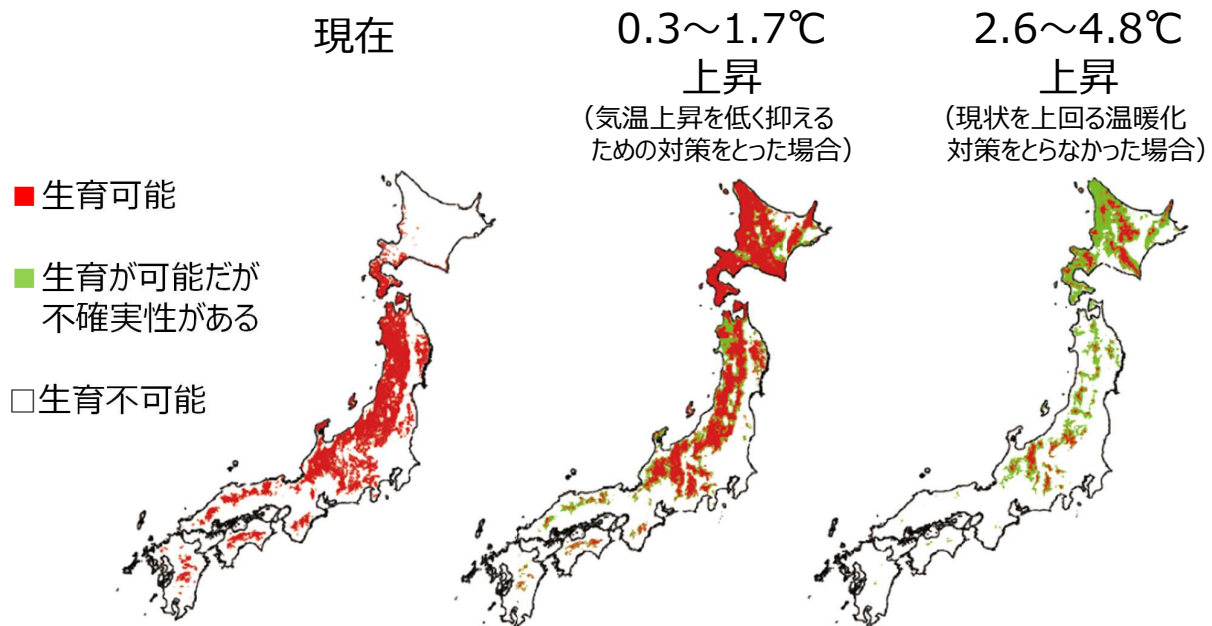 現在
0.3～1.7℃
上昇
（気温上昇を低く抑える
ための対策をとった場合）
2.6～4.8℃
上昇
（現状を上回る温暖化
対策をとらなかった場合）
生育可能
生育が可能だが
不確実性がある
生育不可能